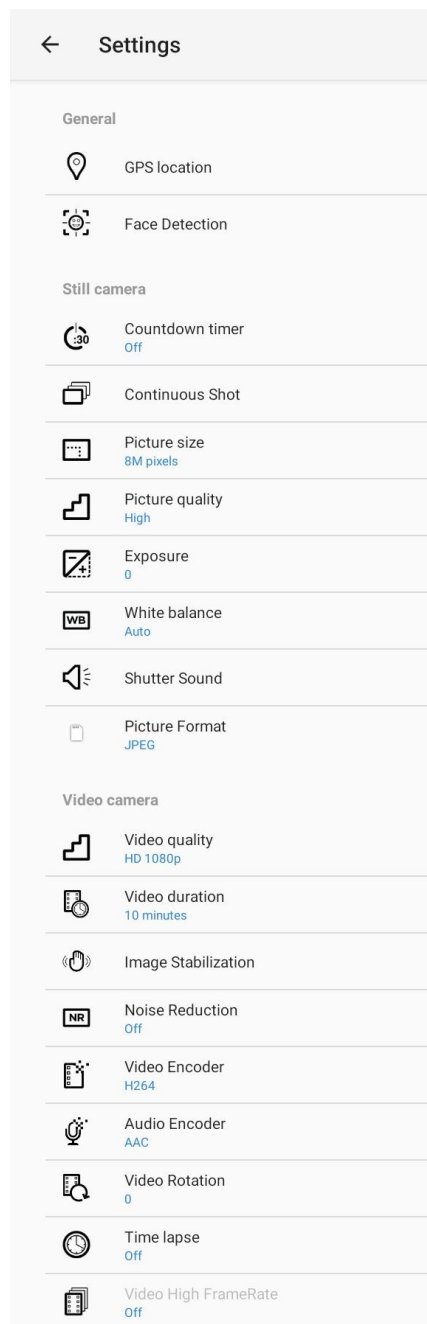 Settings
General
GPS location
Face Detection
Still camera
:30
Countdown timer
Off
Continuous Shot
Picture size
8M pixels
Picture quality
High
Exposure
0
WB
White balance
Auto
Shutter Sound
Picture Format
JPEG
Video camera
Video quality
HD 1080p
Video duration
10 minutes
Image Stabilization
NR
Noise Reduction
Off
Video Encoder
H264
Audio Encoder
AAC
Video Rotation
0
Time lapse
Off
Video High FrameRate
Off